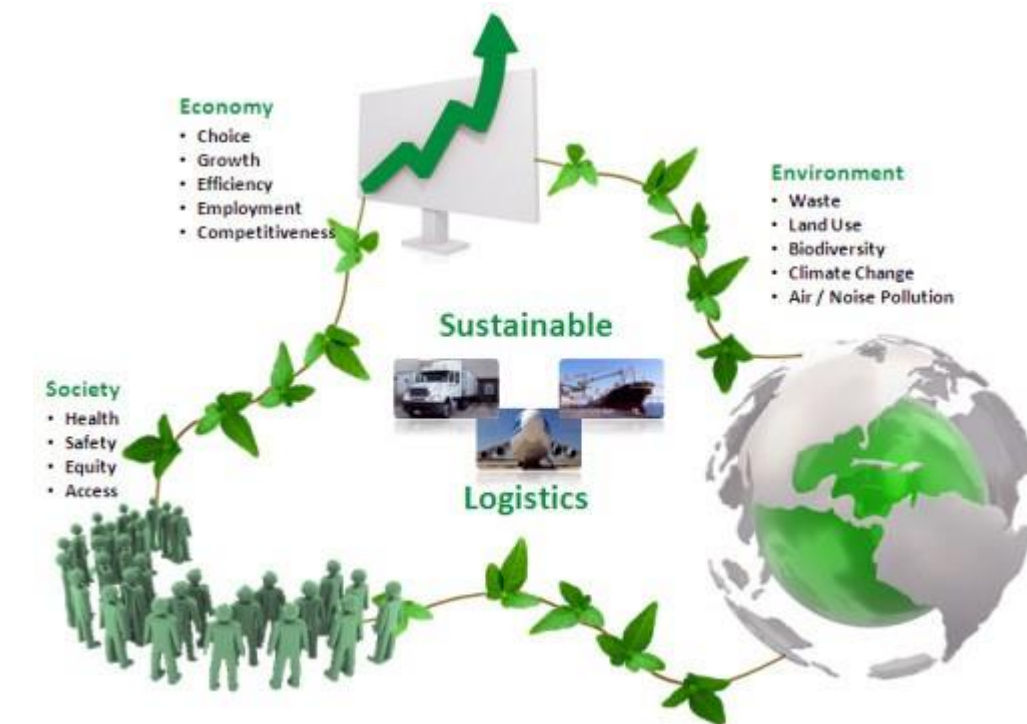 Economy
• Choice
• Growth
• Efficiency
• Employment
• Competitiveness
Environment
• Waste
• Land Use
• Biodiversity
• Climate Change
• Air / Noise Pollution
Sustainable
Logistics
Society
• Health
• Safety
• Equity
• Access